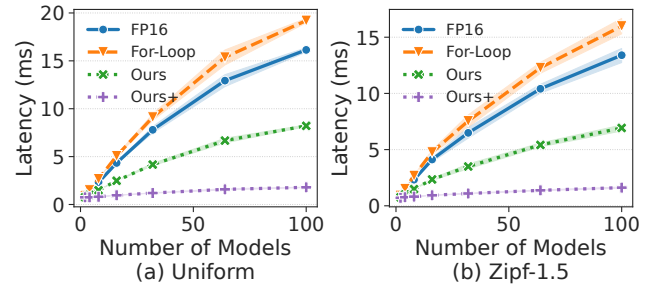 20
15
10
5
0
Latency (ms)
FP16
For-Loop
Ours
Ours+
0
50
100
Number of Models
(a) Uniform
15
10
5
0
Latency (ms)
FP16
For-Loop
Ours
Ours+
0
50
100
Number of Models
(b) Zipf-1.5